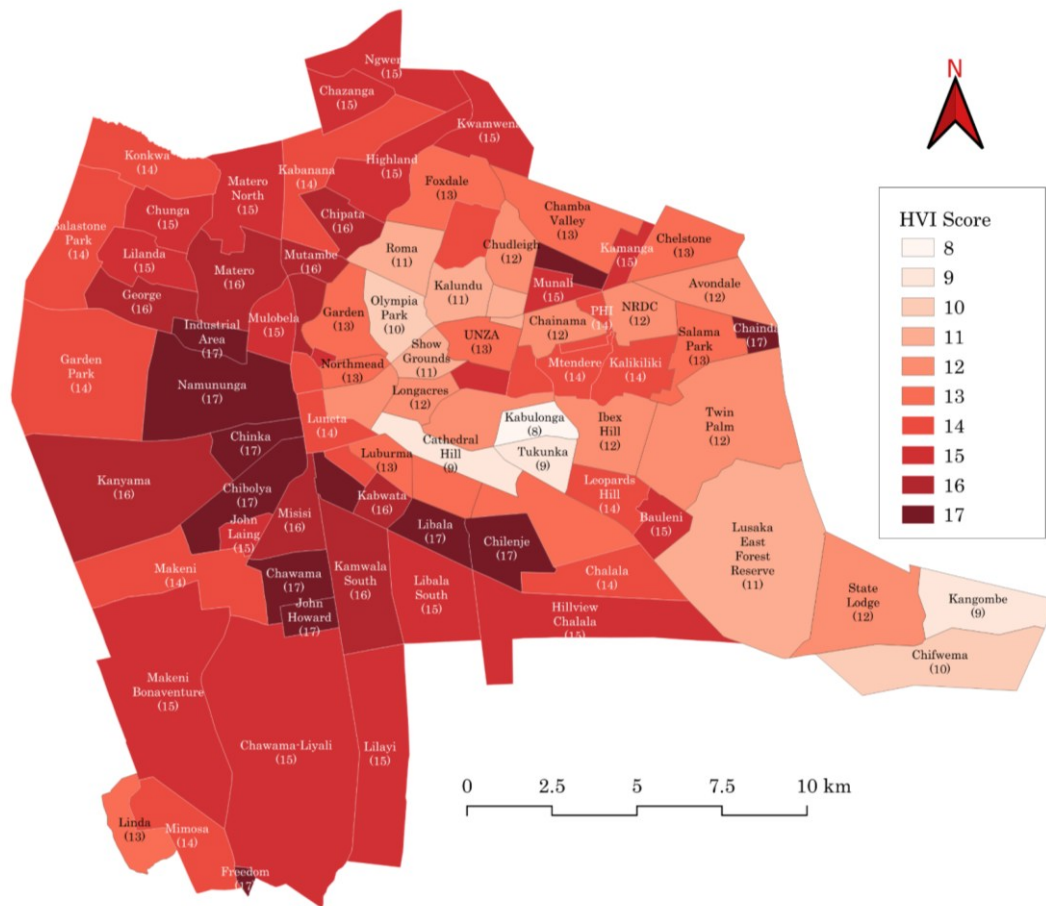 Ngwer
(15)
Chazanga
(15)
N
Kwamwena
(15)
Konkwa
(14)
Kabanana
(14)
Highland
(15)
Matero
North
(15)
Foxdale
(13)
Chunga
(15)
Chipata
(16)
Chamba
Valley
(13)
HVI Score
8
9
10
11
12
13
14
15
16
17
Balastone
Park
(14)
Lilanda
(15)
Matero
(16)
Mutambe
(16)
Roma
(11)
Chudleigh
(12)
Kamanga
(15)
Chelstone
(13)
George
(16)
Kalundu
(11)
Munali
(15)
Avondale
(12)
Olympia
Park
(10)
Industrial
Area
(17)
Mulobela
(15)
Garden
(13)
PHI
(14)
NRDC
(12)
Chainama
(12)
UNZA
(13)
Salama
Park
(13)
Chainda
(17)
Show
Grounds
(11)
Garden
Park
(14)
Northmead
(13)
Mtendere
(14)
Kalikiliki
(14)
Namununga
(17)
Longacres
(12)
Luneta
(14)
Kabulonga
(8)
Ibex
Hill
(12)
Twin
Palm
(12)
Chinka
(17)
Cathedral
Hill
(9)
Tukunka
(9)
Luburma
(13)
Kanyama
(16)
Chibolya
(17)
Kabwata
(16)
Leopards
Hill
(14)
Misisi
(16)
John
Laing
(15)
Libala
(17)
Chilenje
(17)
Bauleni
(15)
Lusaka
East
Forest
Reserve
(11)
Makeni
(14)
Chawama
(17)
Kamwala
South
(16)
Libala
South
(15)
Chalala
(14)
John
Howard
(17)
Hillview
Chalala
(15)
State
Lodge
(12)
Kangombe
(9)
Chifwema
(10)
Makeni
Bonaventure
(15)
Chawama-Liyali
(15)
Lilayi
(15)
0 2.5 5 7.5 10 km
Linda
(13)
Mimosa
(14)
Freedom
(17)